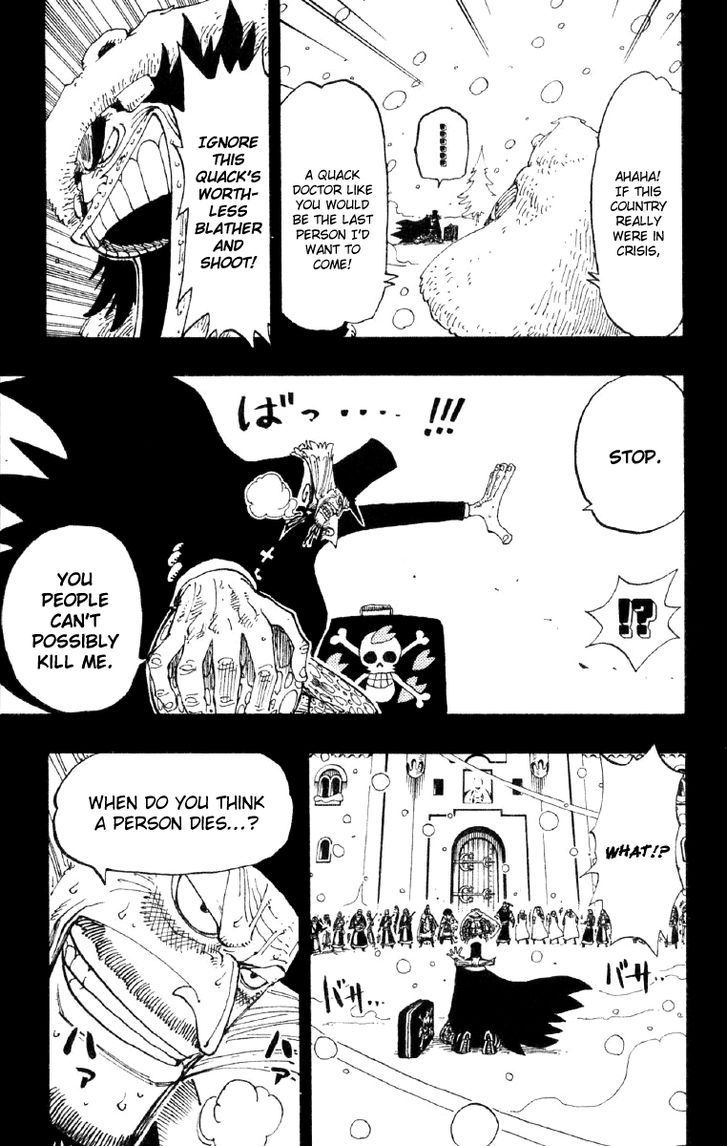 AHAHA!
IF THIS
COUNTRY
REALLY
WERE IN
CRISIS,
A QUACK
DOCTOR LIKE
YOU WOULD
BE THE LAST
PERSON I'D
WANT TO
COME!
IGNORE
THIS
QUACK'S
WORTH-
LESS
BLATHER
AND
SHOOT!
STOP.
ばっ・・・・!!!
!?
YOU
PEOPLE
CAN'T
POSSIBLY
KILL ME.
WHAT!?
バサ..
バサ...
WHEN DO YOU THINK
A PERSON DIES...?
ハァ
ハァ